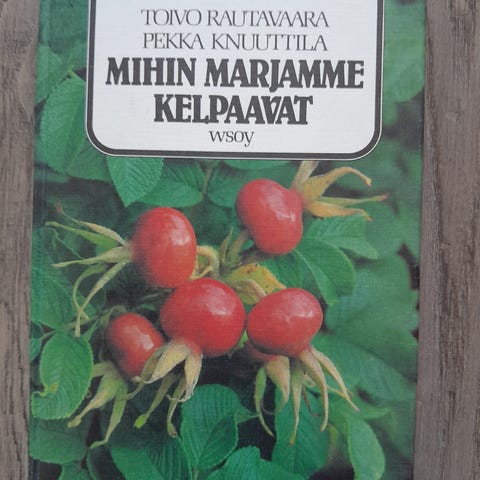 TOIVO RAUTAVAARA
PEKKA KNUUTTILA
MIHIN MARJAMME
KELPAAVAT
wsoy